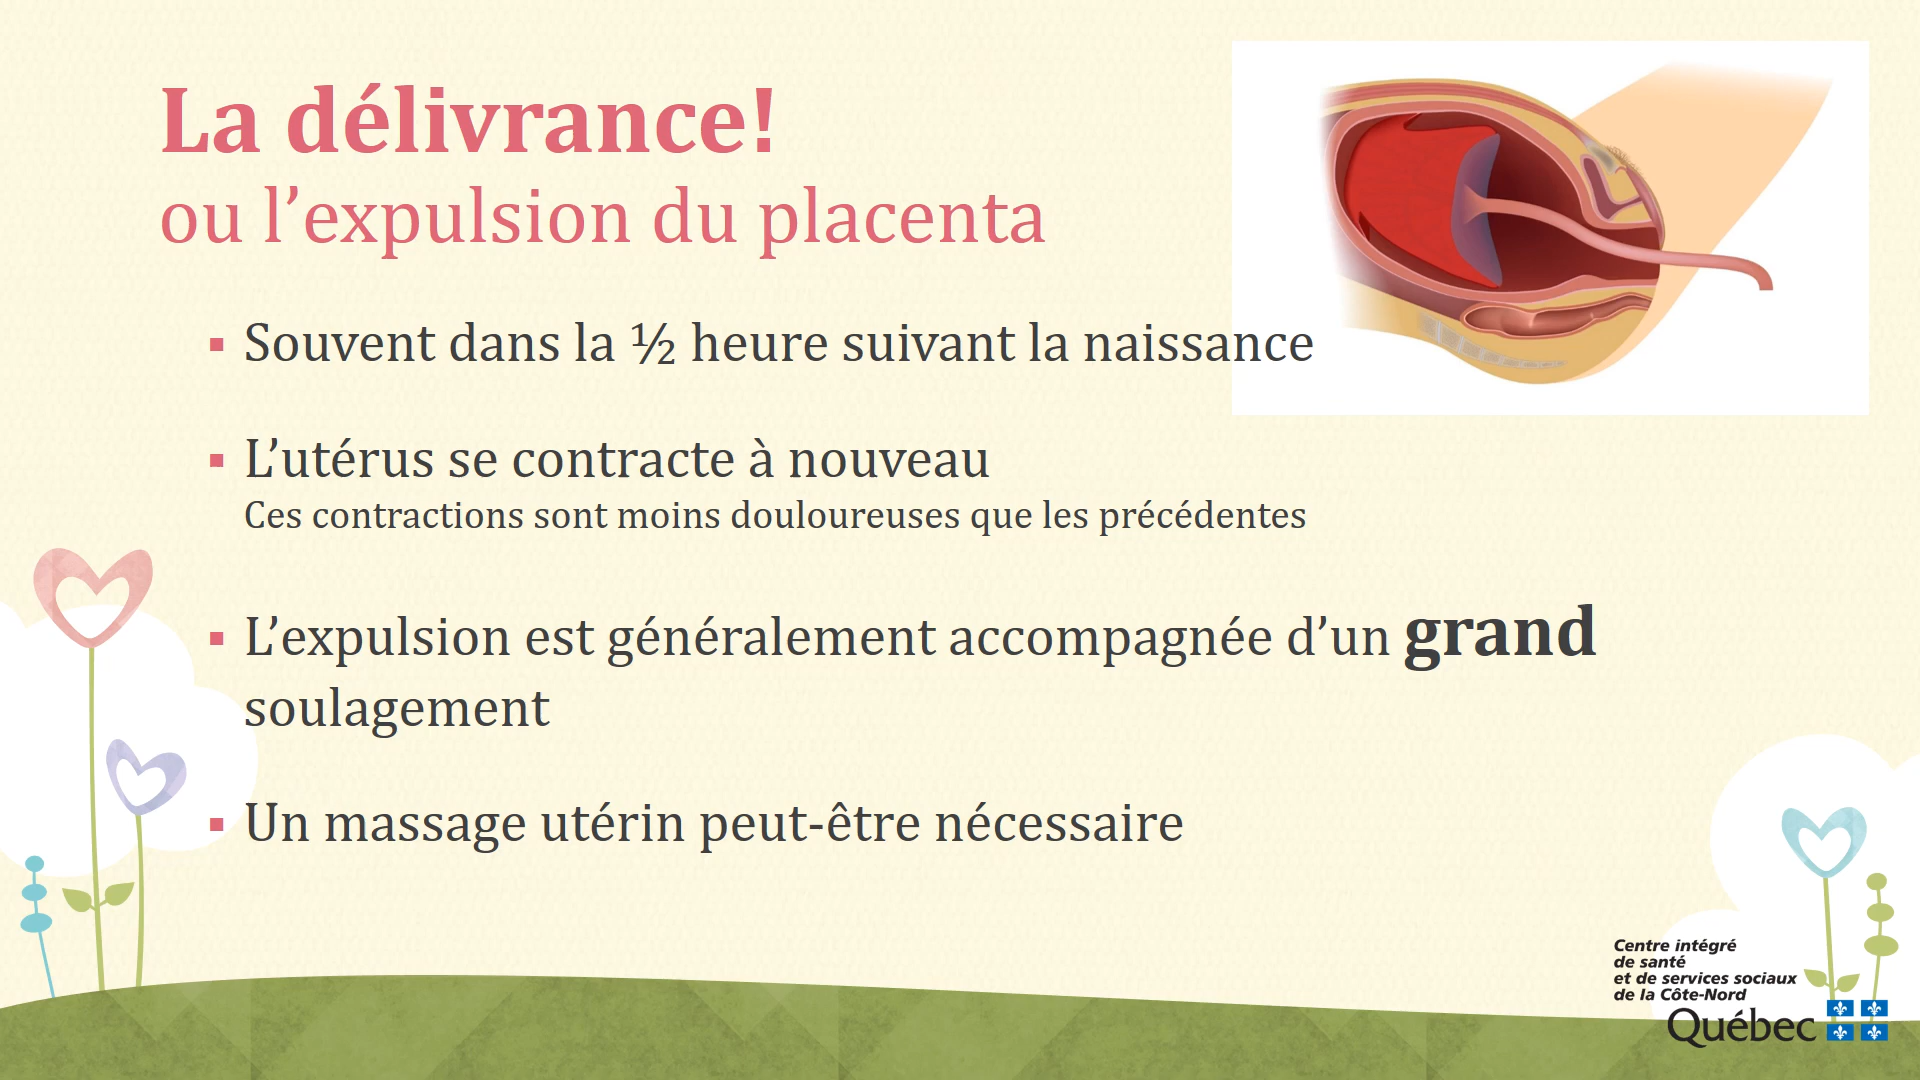 La délivrance!
ou l’expulsion du placenta
▪ Souvent dans la ½ heure suivant la naissance
▪ L’utérus se contracte à nouveau
Ces contractions sont moins douloureuses que les précédentes
▪ L’expulsion est généralement accompagnée d’un grand
soulagement
▪ Un massage utérin peut-être nécessaire
Centre intégré
de santé
et de services sociaux
de la Côte-Nord
Québec